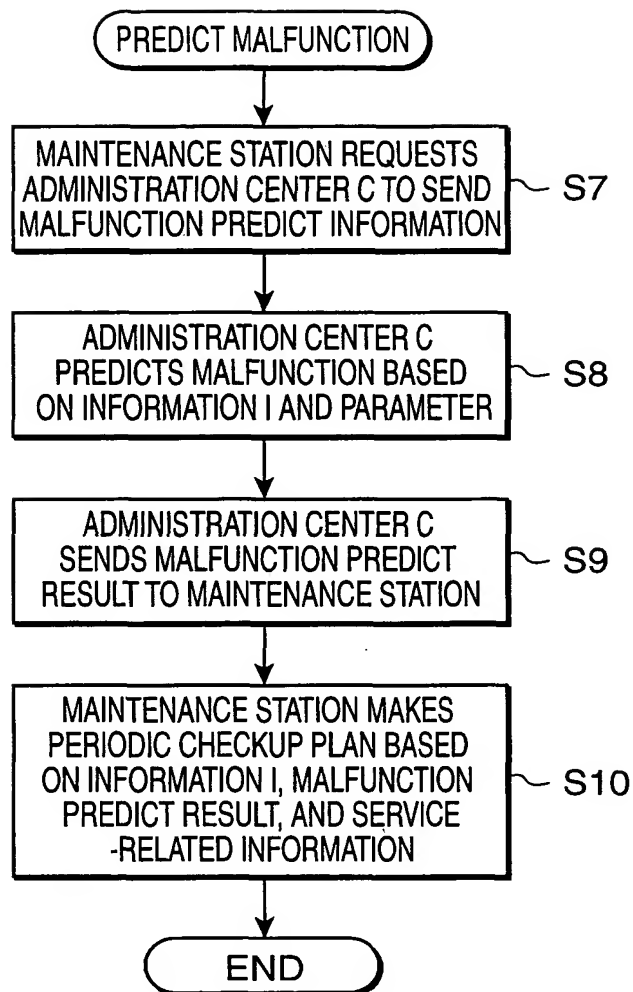 PREDICT MALFUNCTION
MAINTENANCE STATION REQUESTS
ADMINISTRATION CENTER C TO SEND
MALFUNCTION PREDICT INFORMATION
S7
ADMINISTRATION CENTER C
PREDICTS MALFUNCTION BASED
ON INFORMATION I AND PARAMETER
S8
ADMINISTRATION CENTER C
SENDS MALFUNCTION PREDICT
RESULT TO MAINTENANCE STATION
S9
MAINTENANCE STATION MAKES
PERIODIC CHECKUP PLAN BASED
ON INFORMATION I, MALFUNCTION
PREDICT RESULT, AND SERVICE
-RELATED INFORMATION
S10
END